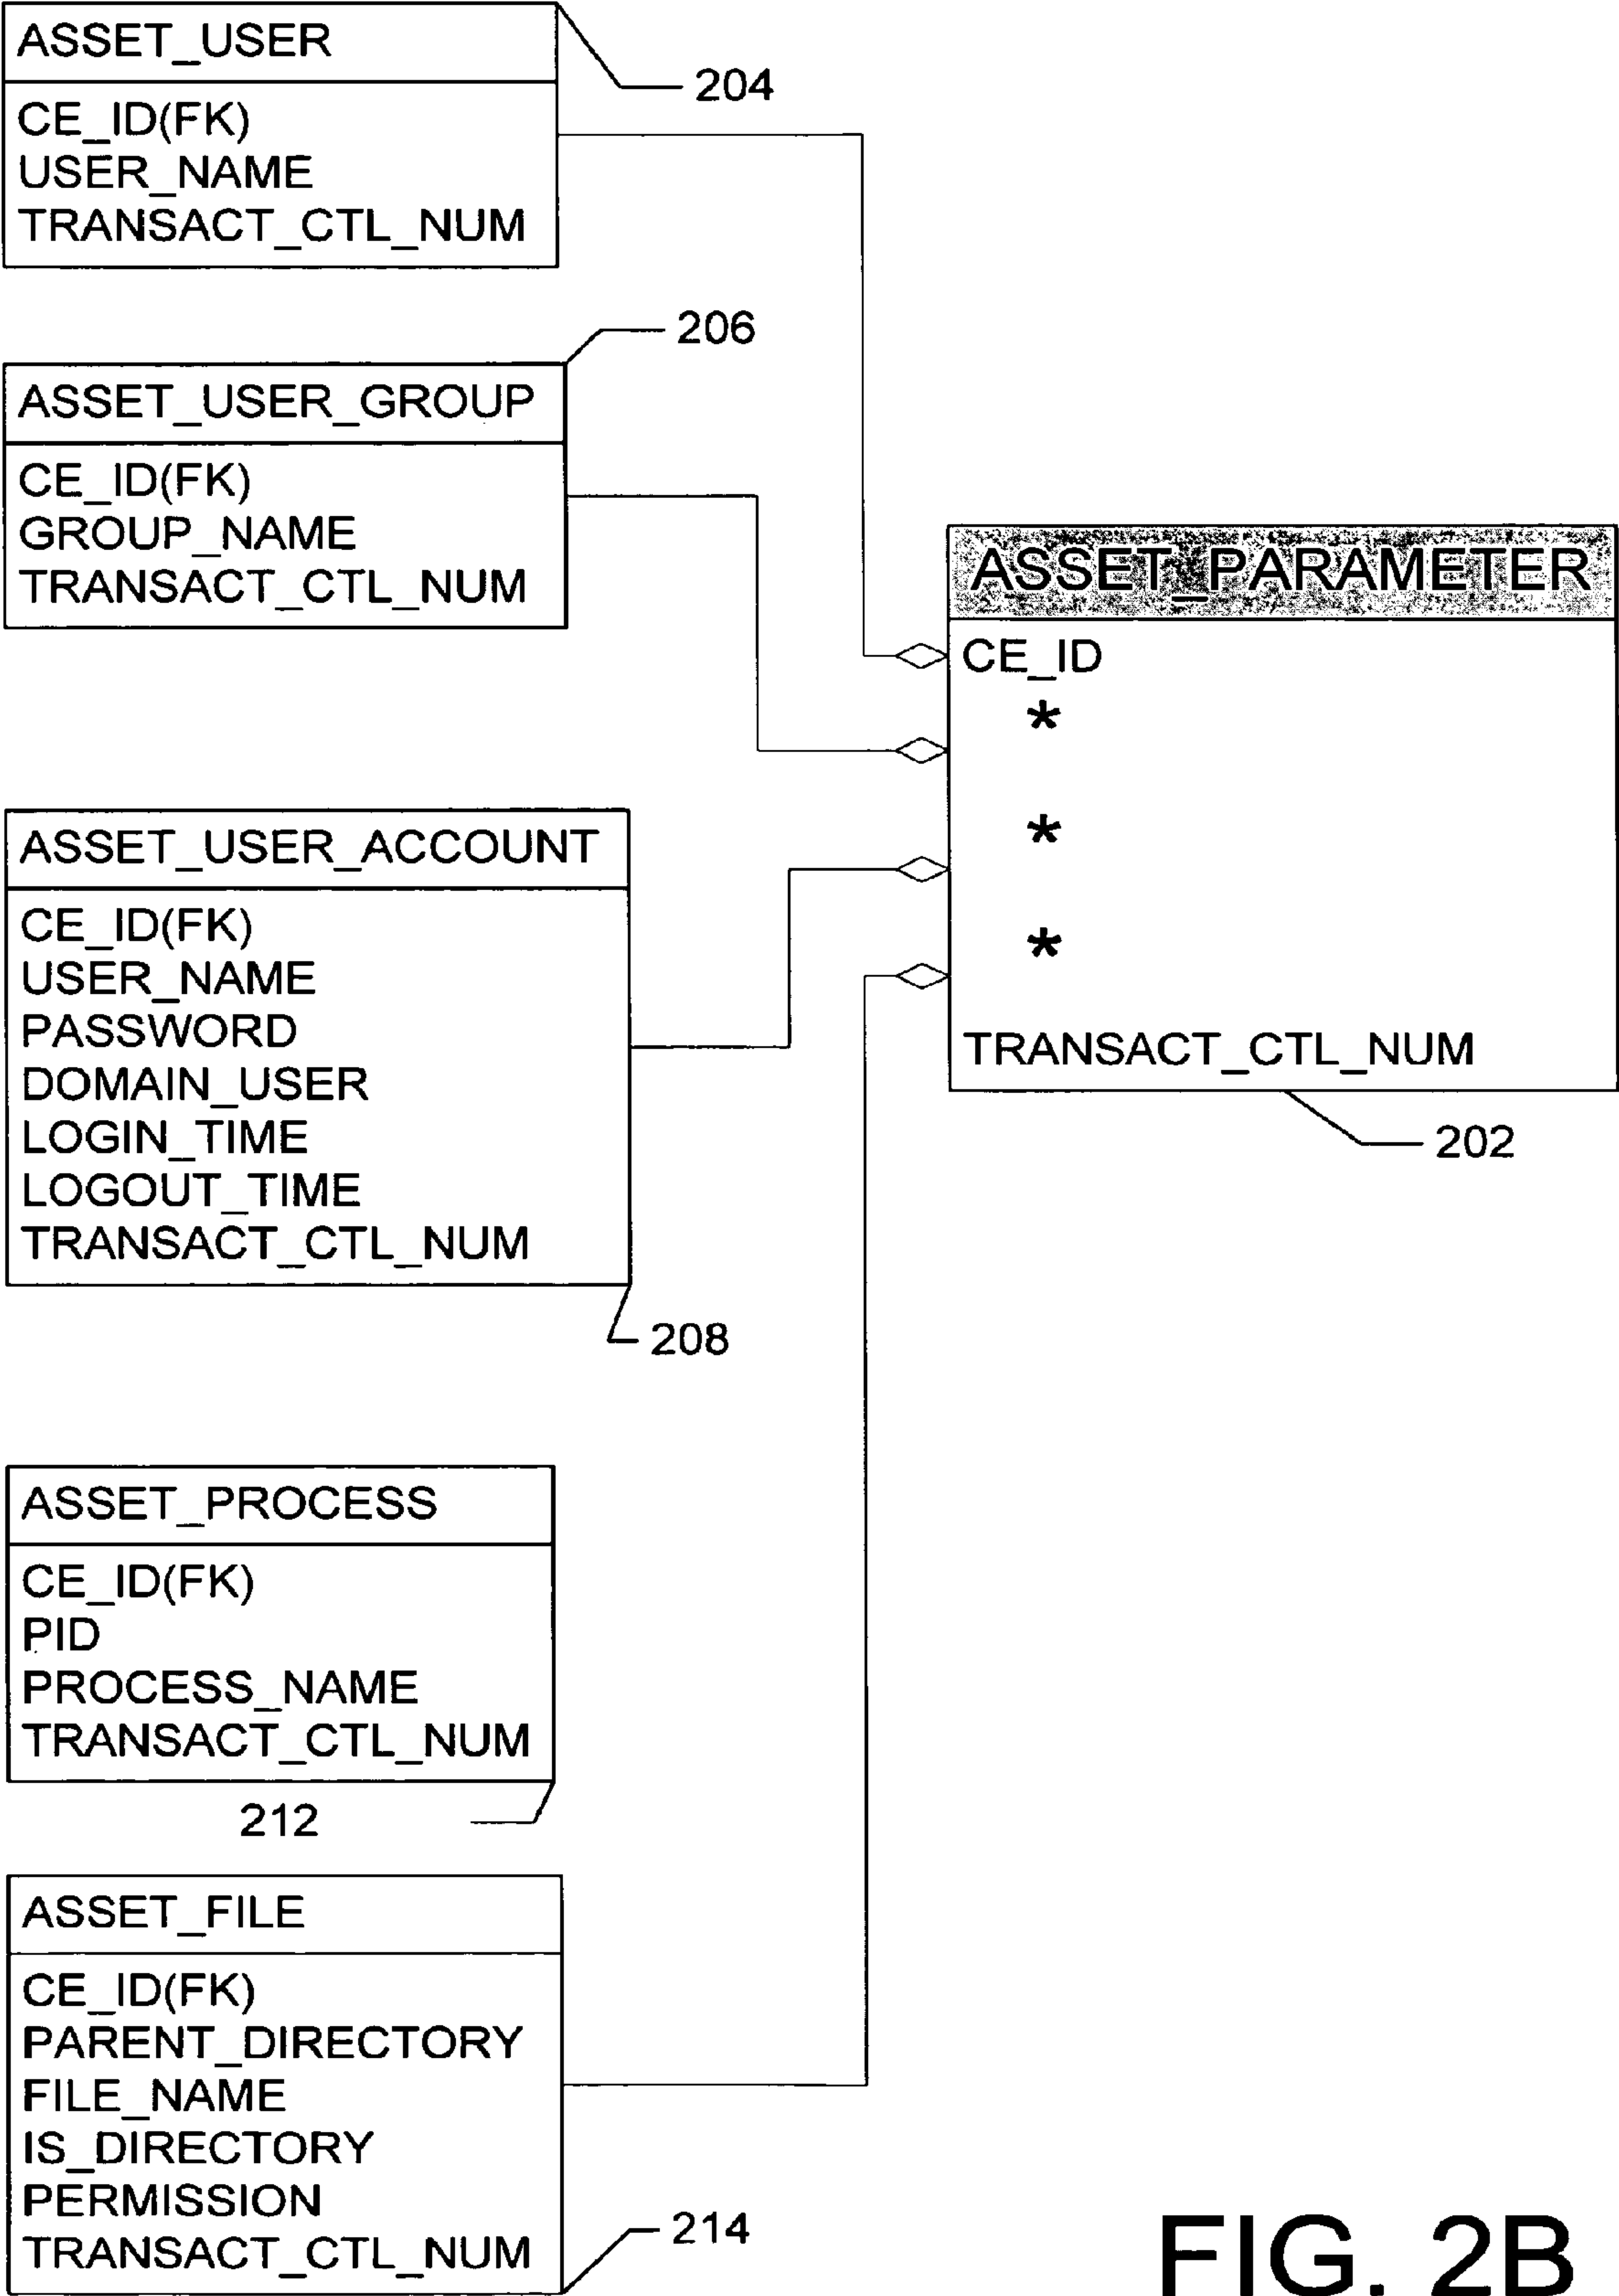 ASSET_USER
204
CE_ID(FK)
USER_NAME
TRANSACT_CTL_NUM
206
ASSET_USER_GROUP
CE_ID(FK)
GROUP_NAME
TRANSACT_CTL_NUM
ASSET_PARAMETER
CE_ID
*
*
*
TRANSACT_CTL_NUM
202
ASSET_USER_ACCOUNT
CE_ID(FK)
USER_NAME
PASSWORD
DOMAIN_USER
LOGIN_TIME
LOGOUT_TIME
TRANSACT_CTL_NUM
208
ASSET_PROCESS
CE_ID(FK)
PID
PROCESS_NAME
TRANSACT_CTL_NUM
212
ASSET_FILE
CE_ID(FK)
PARENT_DIRECTORY
FILE_NAME
IS_DIRECTORY
PERMISSION
TRANSACT_CTL_NUM
214
FIG. 2B